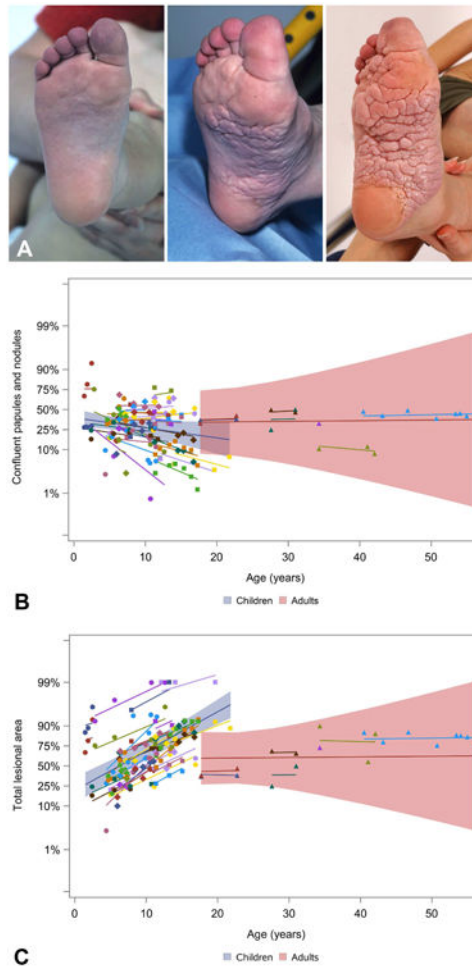 A
Confluent papules and nodules
99%
90%
75%
50%
25%
10%
1%
0 10 20 30 40 50
Age (years)
Children Adults
B
Total lesional area
99%
90%
75%
50%
25%
10%
1%
0 10 20 30 40 50
Age (years)
Children Adults
C